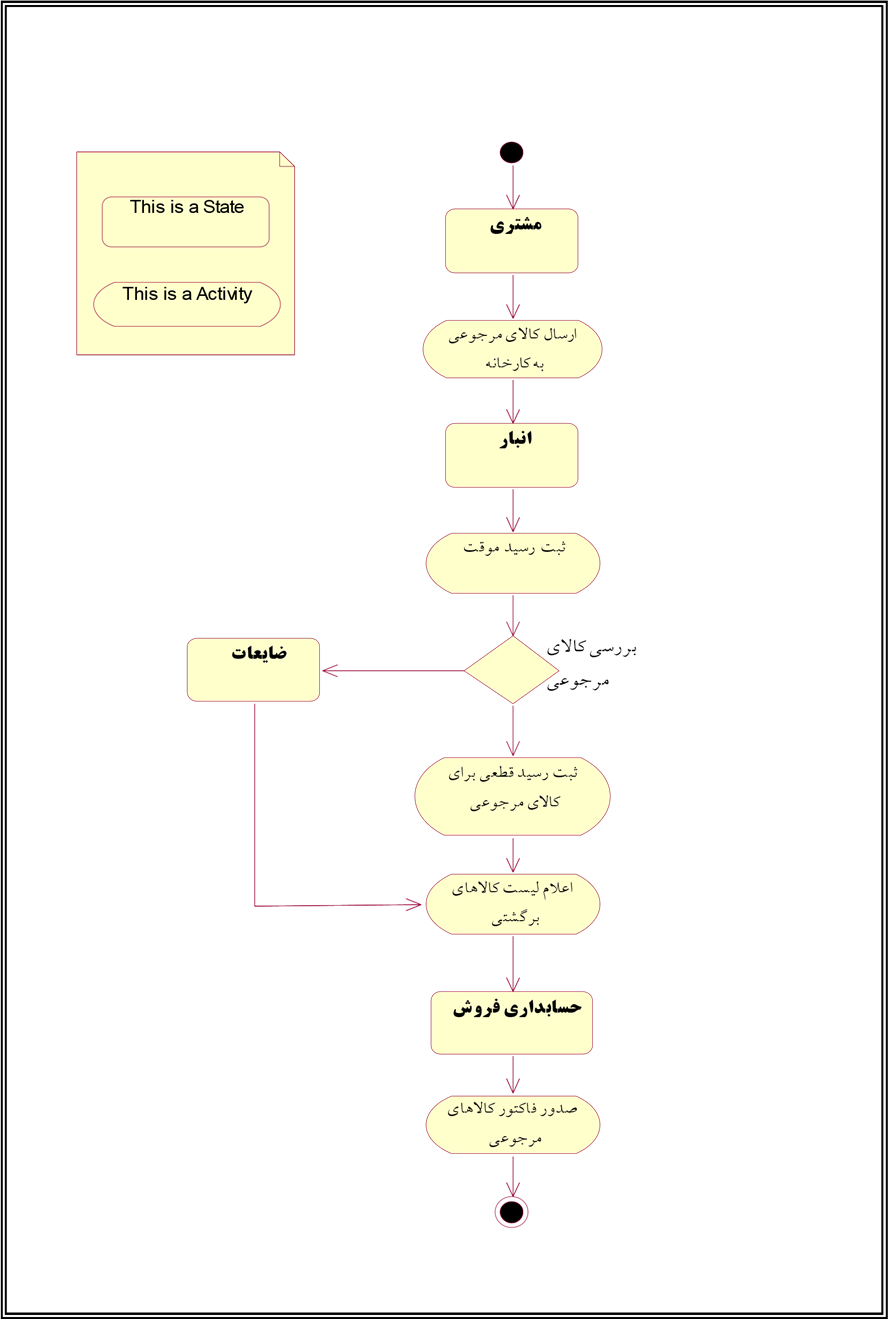 This is a State
This is a Activity
مشتری
ارسال کالای مرجوعی
به کارخانه
انبار
ثبت رسید موقت
بررسی کالای
مرجوعی
ضایعات
ثبت رسید قطعی برای
کالای مرجوعی
اعلام لیست کالاهای
برگشتی
حسابداری فروش
صدور فاکتور کالاهای
مرجوعی